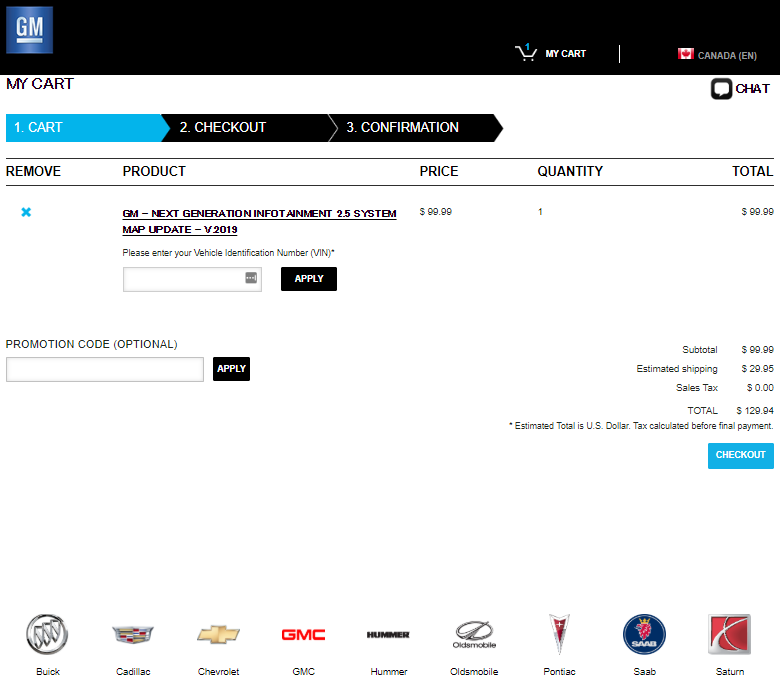 GM
1
MY CART
CANADA (EN)
MY CART
CHAT
1. CART
2. CHECKOUT
3. CONFIRMATION
REMOVE
PRODUCT
PRICE
QUANTITY
TOTAL
GM - NEXT GENERATION INFOTAINMENT 2.5 SYSTEM
MAP UPDATE - V.2019
$ 99.99
1
$ 99.99
Please enter your Vehicle Identification Number (VIN)*
APPLY
PROMOTION CODE (OPTIONAL)
APPLY
Subtotal $ 99.99
Estimated shipping $ 29.95
Sales Tax $ 0.00
TOTAL $ 129.94
* Estimated Total is U.S. Dollar. Tax calculated before final payment.
CHECKOUT
GMC
HUMMER
Oldsmobile
SAAB
Buick
Cadillac
Chevrolet
GMC
Hummer
Oldsmobile
Pontiac
Saab
Saturn